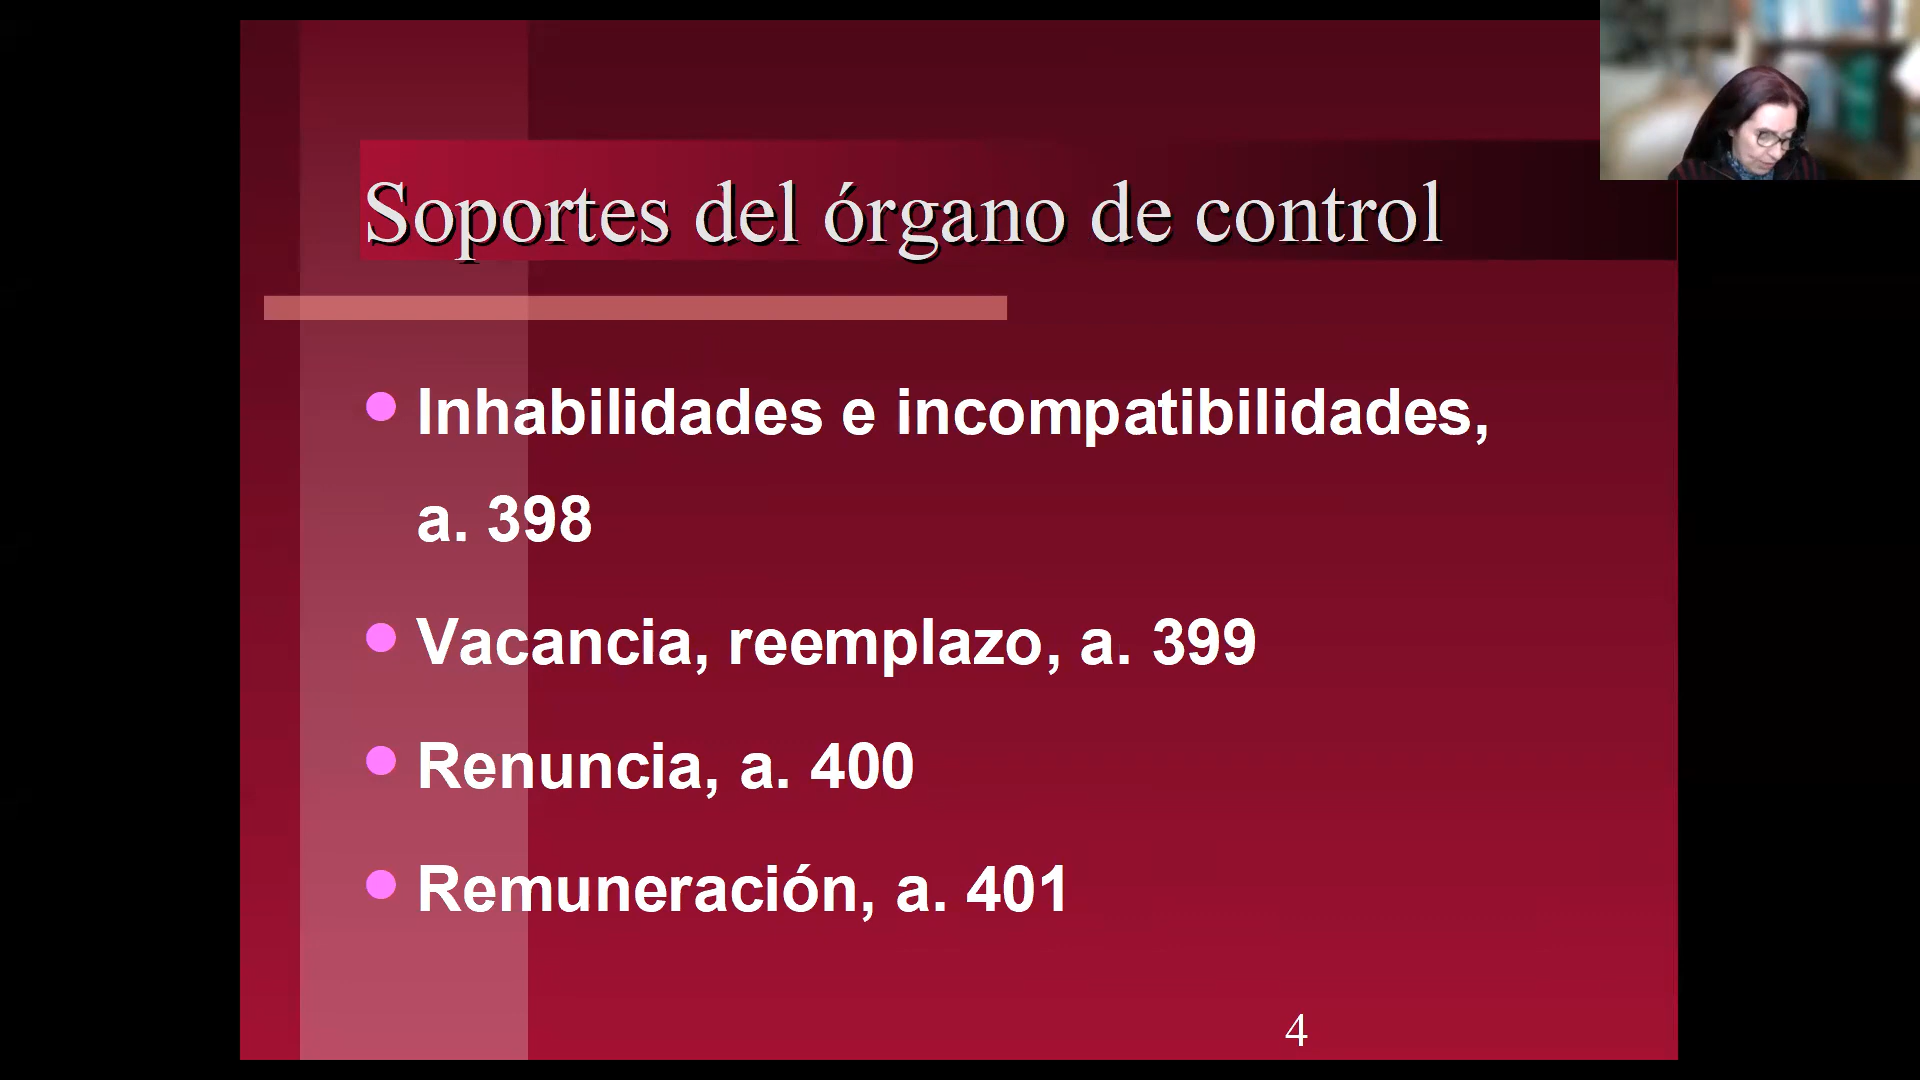 Soportes del órgano de control
Inhabilidades e incompatibilidades,
a. 398
Vacancia, reemplazo, a. 399
Renuncia, a. 400
Remuneración, a. 401
4